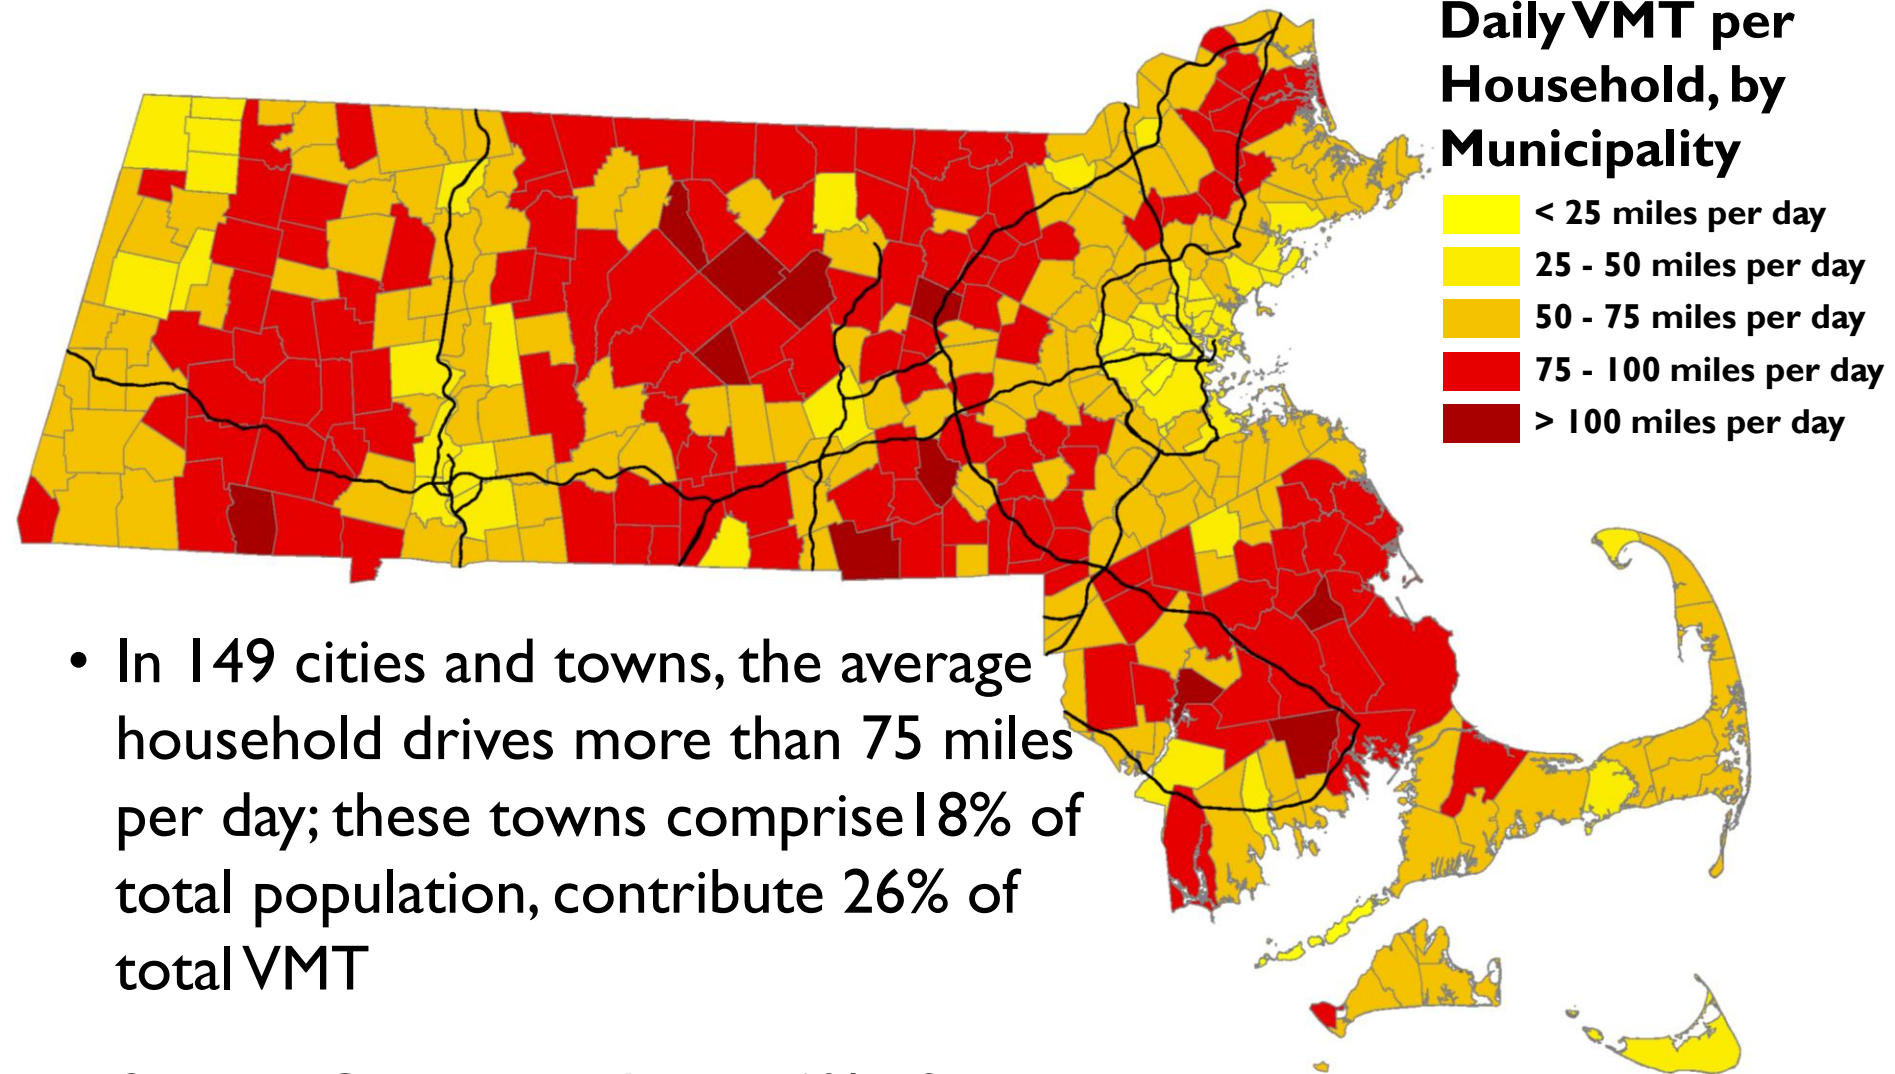 Daily VMT per
Household, by
Municipality
< 25 miles per day
25 - 50 miles per day
50 - 75 miles per day
75 - 100 miles per day
> 100 miles per day
• In 149 cities and towns, the average
household drives more than 75 miles
per day; these towns comprise18% of
total population, contribute 26% of
total VMT